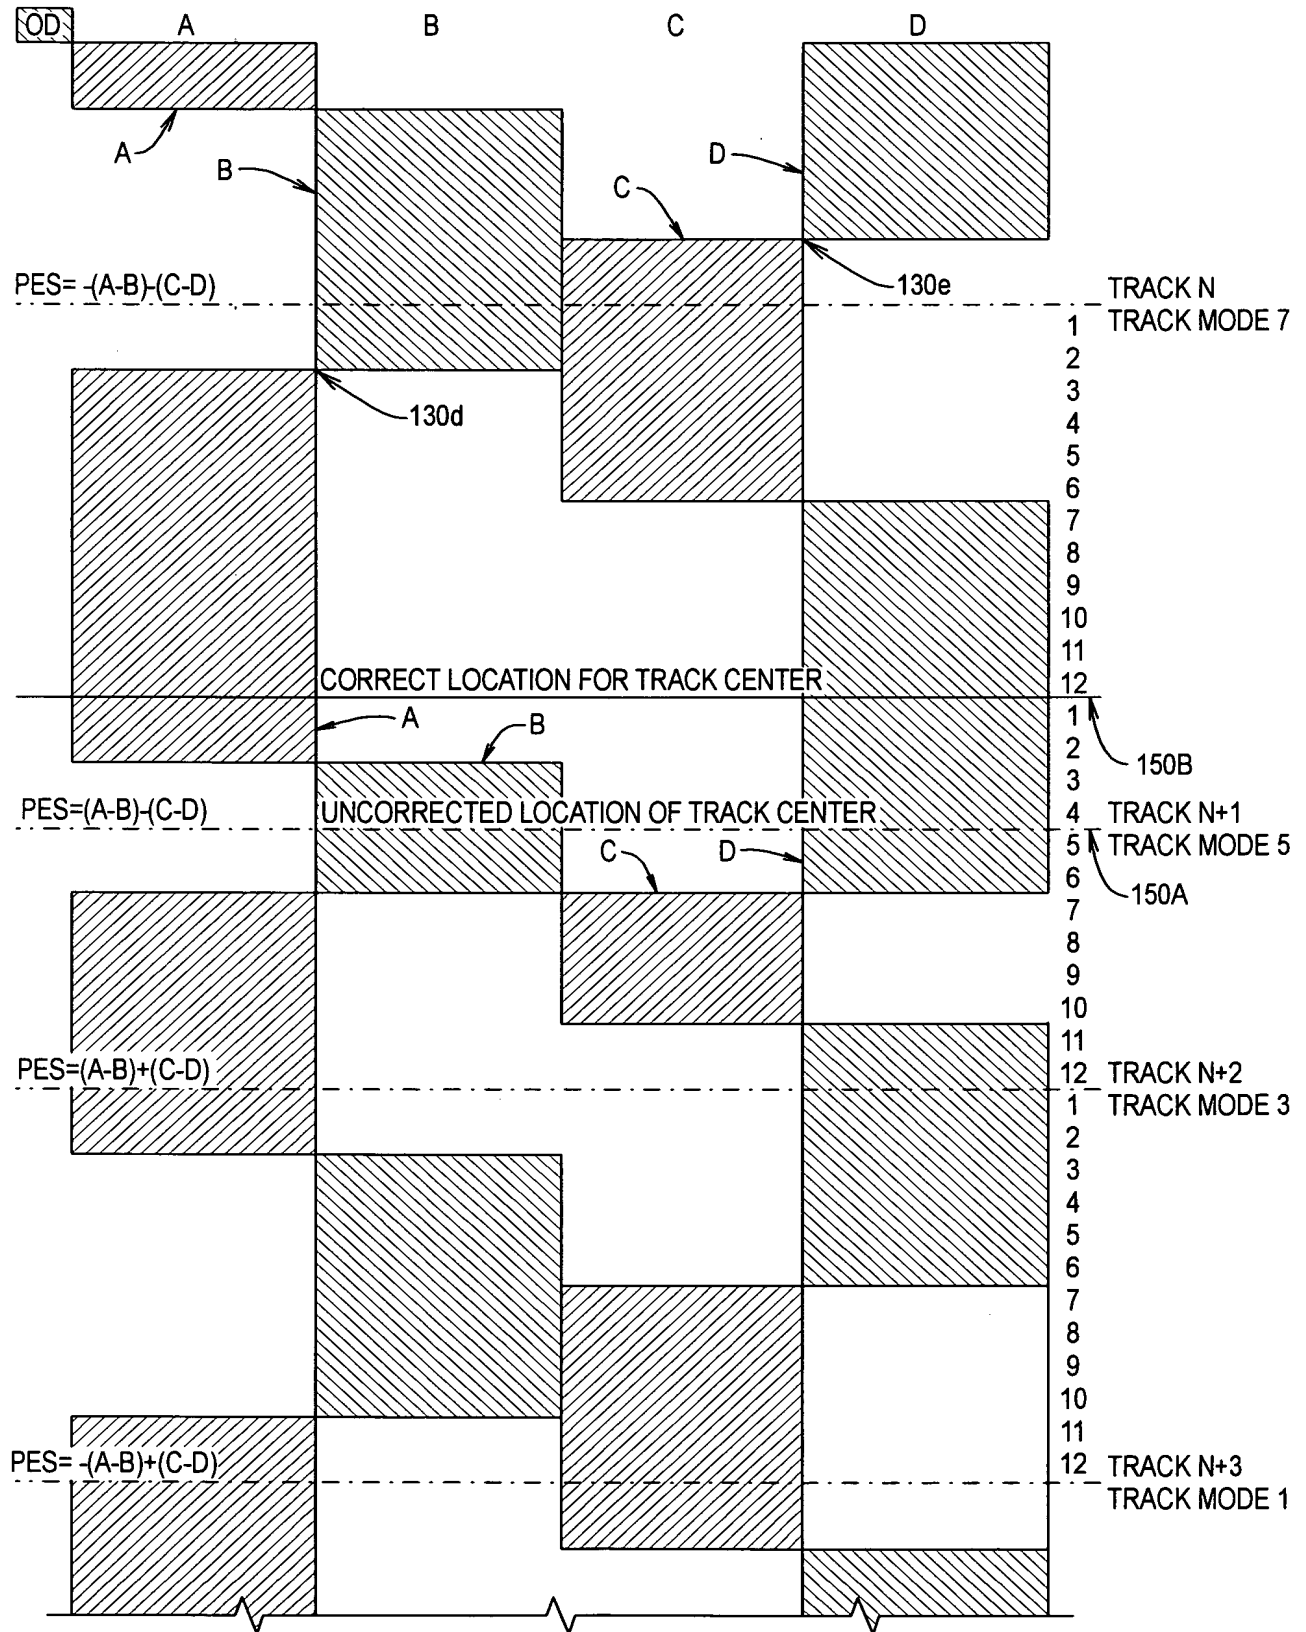 OD A B C D
A
B
D
C
PES= -(A-B)-(C-D)
130e
TRACK N
TRACK MODE 7
1
2
3
130d
4
5
6
7
8
9
10
11
CORRECT LOCATION FOR TRACK CENTER
12
A
B
1
2
150B
3
PES=(A-B)-(C-D)
UNCORRECTED LOCATION OF TRACK CENTER
4
TRACK N+1
C
D
5
TRACK MODE 5
6
150A
7
8
9
10
11
PES=(A-B)+(C-D)
12
TRACK N+2
1
TRACK MODE 3
2
3
4
5
6
7
8
9
10
11
PES= -(A-B)+(C-D)
12
TRACK N+3
TRACK MODE 1